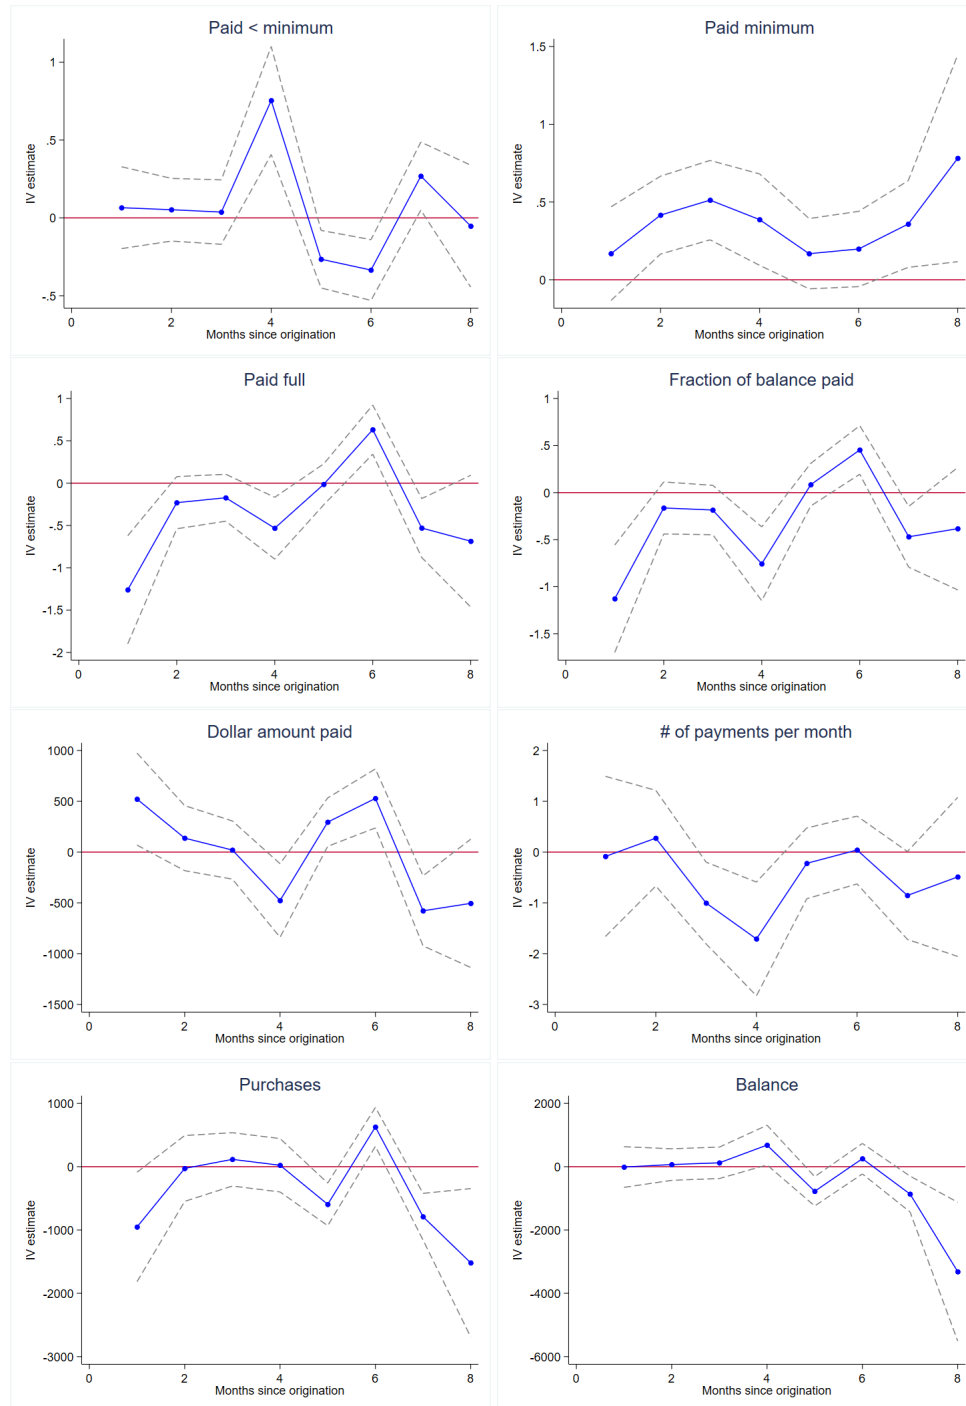 Paid < minimum
1
.5
0
-.5
IV estimate
0 2 4 6 8
Months since origination
Paid minimum
1.5
1
.5
0
IV estimate
0 2 4 6 8
Months since origination
Paid full
1
.5
0
-.5
-1
-1.5
-2
IV estimate
0 2 4 6 8
Months since origination
Fraction of balance paid
1
.5
0
-.5
-1
-1.5
IV estimate
0 2 4 6 8
Months since origination
Dollar amount paid
1000
500
0
-500
-1000
-1500
IV estimate
0 2 4 6 8
Months since origination
# of payments per month
2
1
0
-1
-2
-3
IV estimate
0 2 4 6 8
Months since origination
Purchases
1000
0
-1000
-2000
-3000
IV estimate
0 2 4 6 8
Months since origination
Balance
2000
0
-2000
-4000
-6000
IV estimate
0 2 4 6 8
Months since origination